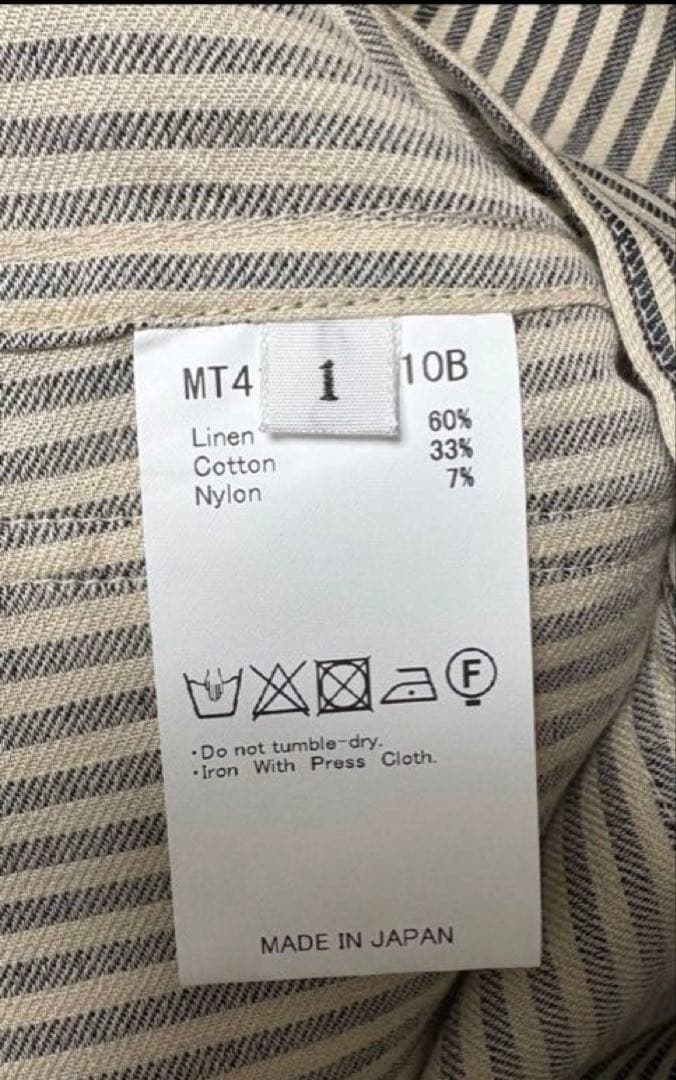 MT4 1 10B
Linen 60%
Cotton 33%
Nylon 7%
F
·Do not tumble-dry.
·Iron With Press Cloth.
MADE IN JAPAN